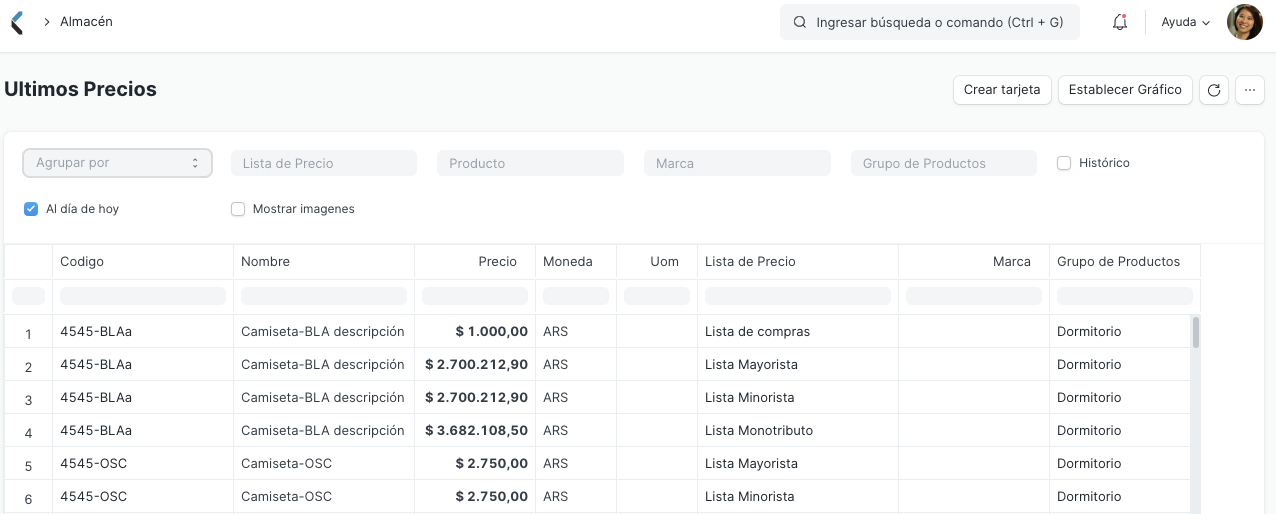 Almacén
Ingresar búsqueda o comando (Ctrl + G)
Ayuda
Ultimos Precios
Crear tarjeta
Establecer Gráfico
Agrupar por
Lista de Precio
Producto
Marca
Grupo de Productos
Histórico
Al día de hoy
Mostrar imagenes
Codigo Nombre Precio Moneda Uom Lista de Precio Marca Grupo de Productos
1 4545-BLAa Camiseta-BLA descripción $ 1.000,00 ARS Lista de compras Dormitorio
2 4545-BLAa Camiseta-BLA descripción $ 2.700.212,90 ARS Lista Mayorista Dormitorio
3 4545-BLAa Camiseta-BLA descripción $ 2.700.212,90 ARS Lista Minorista Dormitorio
4 4545-BLAa Camiseta-BLA descripción $ 3.682.108,50 ARS Lista Monotributo Dormitorio
5 4545-OSC Camiseta-OSC $ 2.750,00 ARS Lista Mayorista Dormitorio
6 4545-OSC Camiseta-OSC $ 2.750,00 ARS Lista Minorista Dormitorio